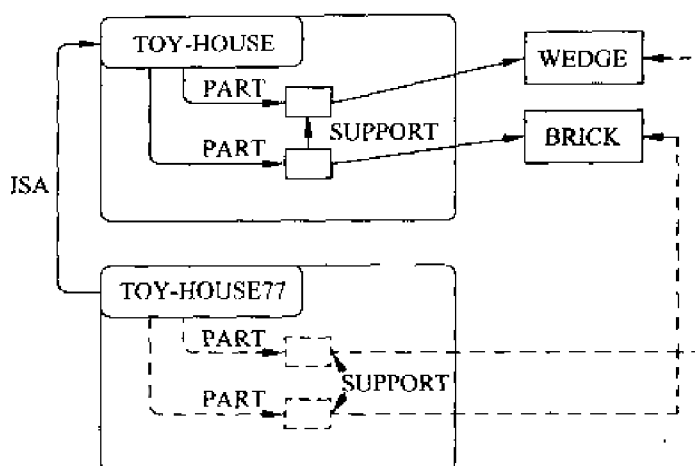 TOY-HOUSE
WEDGE
PART
SUPPORT
PART
BRICK
ISA
TOY-HOUSE77
PART
SUPPORT
PART